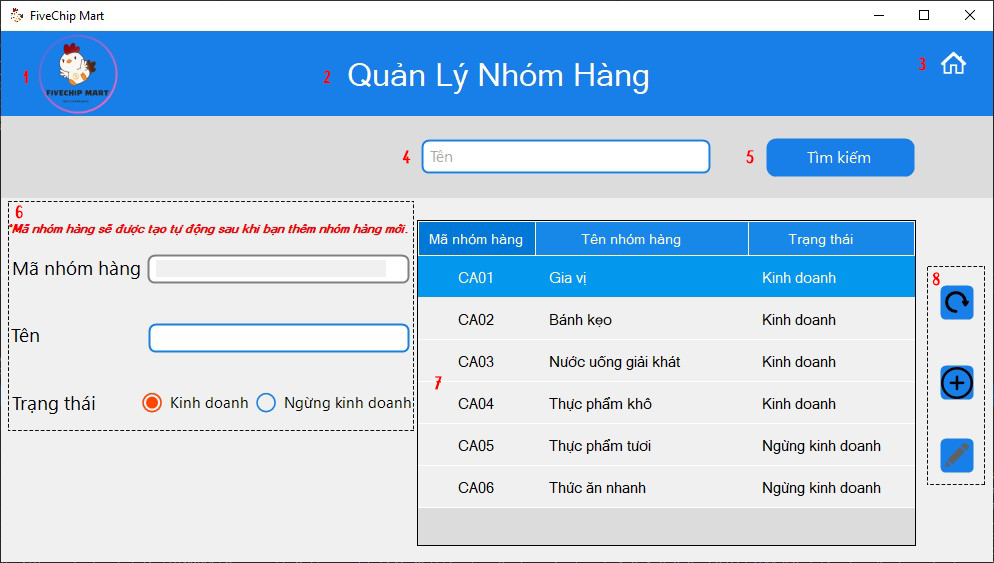 FiveChip Mart
1
FIVECHIP MART
2 Quản Lý Nhóm Hàng
3
4 Tên
5 Tìm kiếm
6
*Mã nhóm hàng sẽ được tạo tự động sau khi bạn thêm nhóm hàng mới.
Mã nhóm hàng
Tên
Trạng thái Kinh doanh Ngừng kinh doanh
Mã nhóm hàng Tên nhóm hàng Trạng thái
CA01 Gia vị Kinh doanh
CA02 Bánh kẹo Kinh doanh
CA03 Nước uống giải khát Kinh doanh
7
CA04 Thực phẩm khô Kinh doanh
CA05 Thực phẩm tươi Ngừng kinh doanh
CA06 Thức ăn nhanh Ngừng kinh doanh
8